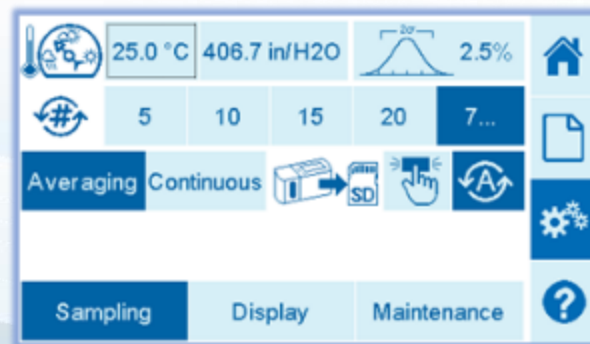 25.0 °C 406.7 in/H2O 2σ 2.5%
# 5 10 15 20 7...
Averaging Continuous SD A
Sampling Display Maintenance ?